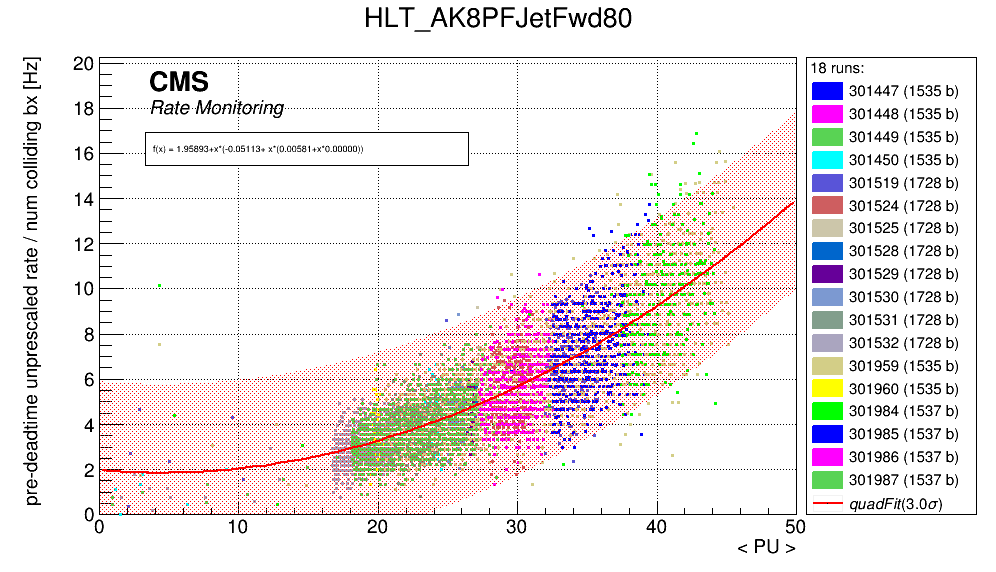 HLT_AK8PFJetFwd80
pre-deadtime unprescaled rate / num colliding bx [Hz]
CMS
Rate Monitoring
f(x) = 1.95893+x*(-0.05113+ x*(0.00581+x*0.00000))
20
18
16
14
12
10
8
6
4
2
0
0 10 20 30 40 50
< PU >
18 runs:
301447 (1535 b)
301448 (1535 b)
301449 (1535 b)
301450 (1535 b)
301519 (1728 b)
301524 (1728 b)
301525 (1728 b)
301528 (1728 b)
301529 (1728 b)
301530 (1728 b)
301531 (1728 b)
301532 (1728 b)
301959 (1535 b)
301960 (1535 b)
301984 (1537 b)
301985 (1537 b)
301986 (1537 b)
301987 (1537 b)
quadFit(3.0σ)